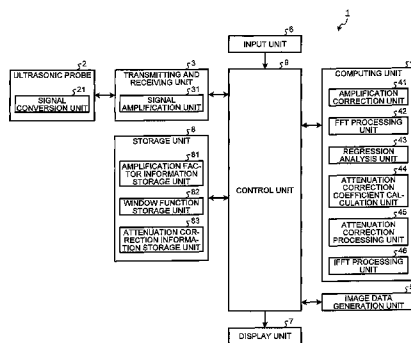 1
6
INPUT UNIT
2
ULTRASONIC PROBE
21
SIGNAL CONVERSION UNIT
3
TRANSMITTING AND RECEIVING UNIT
31
SIGNAL AMPLIFICATION UNIT
8
STORAGE UNIT
81
AMPLIFICATION FACTOR INFORMATION STORAGE UNIT
82
WINDOW FUNCTION STORAGE UNIT
83
ATTENUATION CORRECTION INFORMATION STORAGE UNIT
9
CONTROL UNIT
COMPUTING UNIT
41
AMPLIFICATION CORRECTION UNIT
42
FFT PROCESSING UNIT
43
REGRESSION ANALYSIS UNIT
44
ATTENUATION CORRECTION COEFFICIENT CALCULATION UNIT
45
ATTENUATION CORRECTION PROCESSING UNIT
46
IFFT PROCESSING UNIT
IMAGE DATA GENERATION UNIT
7
DISPLAY UNIT